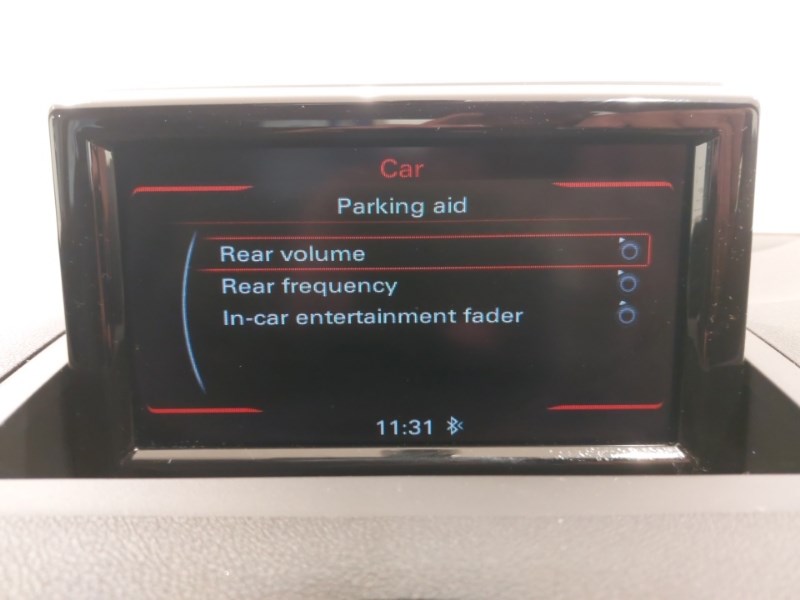 Car
Parking aid
Rear volume
Rear frequency
In-car entertainment fader
11:31